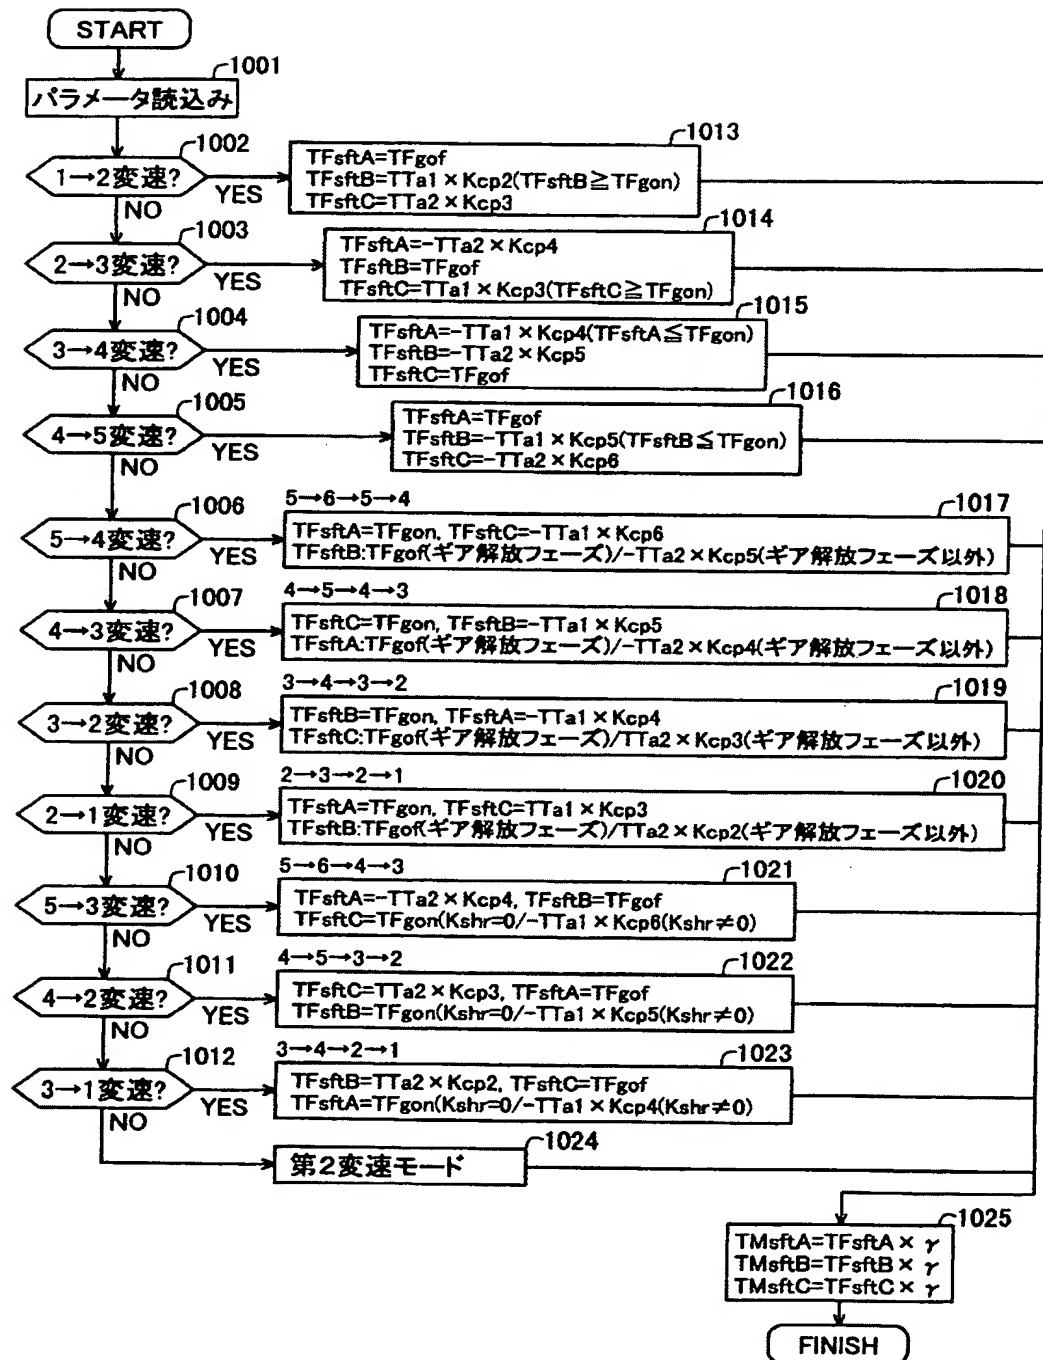 START
1001
パラメータ読込み
1002
1→2変速?
YES
NO
1013
TFsftA=TFgof
TFsftB=TTa1×Kcp2(TFsftB≧TFgon)
TFsftC=TTa2×Kcp3
1003
2→3変速?
YES
NO
1014
TFsftA=-TTa2×Kcp4
TFsftB=TFgof
TFsftC=TTa1×Kcp3(TFsftC≧TFgon)
1004
3→4変速?
YES
NO
1015
TFsftA=-TTa1×Kcp4(TFsftA≦TFgon)
TFsftB=-TTa2×Kcp5
TFsftC=TFgof
1005
4→5変速?
YES
NO
1016
TFsftA=TFgof
TFsftB=-TTa1×Kcp5(TFsftB≦TFgon)
TFsftC=-TTa2×Kcp6
1006
5→4変速?
YES
NO
5→6→5→4
1017
TFsftA=TFgon, TFsftC=-TTa1×Kcp6
TFsftB:TFgof(ギア解放フェーズ)/-TTa2×Kcp5(ギア解放フェーズ以外)
1007
4→3変速?
YES
NO
4→5→4→3
1018
TFsftC=TFgon, TFsftB=-TTa1×Kcp5
TFsftA:TFgof(ギア解放フェーズ)/-TTa2×Kcp4(ギア解放フェーズ以外)
1008
3→2変速?
YES
NO
3→4→3→2
1019
TFsftB=TFgon, TFsftA=-TTa1×Kcp4
TFsftC:TFgof(ギア解放フェーズ)/TTa2×Kcp3(ギア解放フェーズ以外)
1009
2→1変速?
YES
NO
2→3→2→1
1020
TFsftA=TFgon, TFsftC=TTa1×Kcp3
TFsftB:TFgof(ギア解放フェーズ)/TTa2×Kcp2(ギア解放フェーズ以外)
1010
5→3変速?
YES
NO
5→6→4→3
1021
TFsftA=-TTa2×Kcp4, TFsftB=TFgof
TFsftC=TFgon(Kshr=0/-TTa1×Kcp6(Kshr≠0)
1011
4→2変速?
YES
NO
4→5→3→2
1022
TFsftC=TTa2×Kcp3, TFsftA=TFgof
TFsftB=TFgon(Kshr=0/-TTa1×Kcp5(Kshr≠0)
1012
3→1変速?
YES
NO
3→4→2→1
1023
TFsftB=TTa2×Kcp2, TFsftC=TFgof
TFsftA=TFgon(Kshr=0/-TTa1×Kcp4(Kshr≠0)
1024
第2変速モード
1025
TMsftA=TFsftA×γ
TMsftB=TFsftB×γ
TMsftC=TFsftC×γ
FINISH